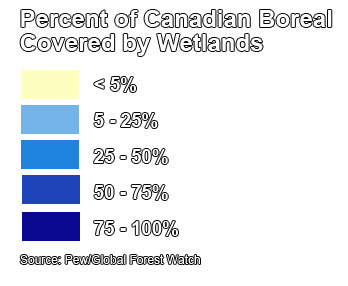 Percent of Canadian Boreal
Covered by Wetlands
< 5%
5 - 25%
25 - 50%
50 - 75%
75 - 100%
Source: Pew/Global Forest Watch